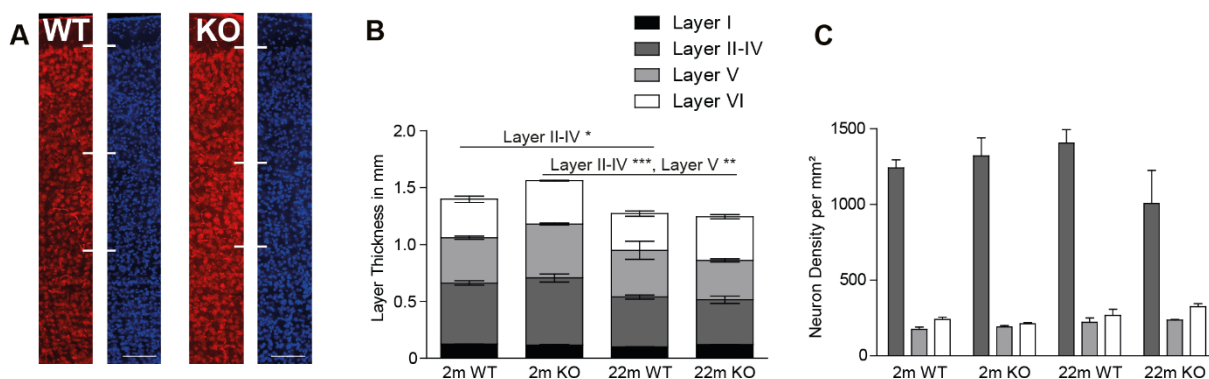 A
WT
KO
B
Layer I
Layer II-IV
Layer V
Layer VI
Layer Thickness in mm
2.0
1.5
1.0
0.5
0
Layer II-IV *
Layer II-IV ***, Layer V **
2m WT
2m KO
22m WT
22m KO
C
Neuron Density per mm²
1500
1000
500
0
2m WT
2m KO
22m WT
22m KO